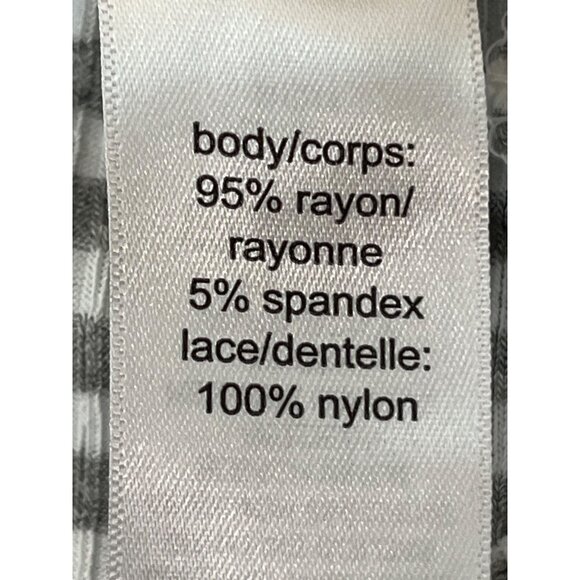 body/corps:
95% rayon/
rayonne
5% spandex
lace/dentelle:
100% nylon